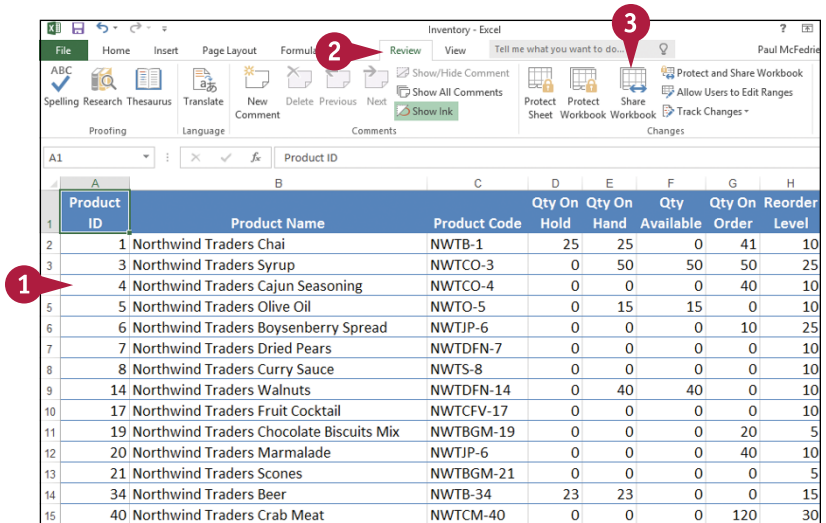 Inventory - Excel
?
File Home Insert Page Layout Formula 2 Review View Tell me what you want to do... Paul McFedrie
3
ABC
Spelling Research Thesaurus
Proofing
Translate
Language
New Comment
Delete Previous Next
Show/Hide Comment
Show All Comments
Show Ink
Comments
Protect Sheet
Protect Workbook
Share Workbook
Protect and Share Workbook
Allow Users to Edit Ranges
Track Changes
Changes
A1 fx Product ID
A B C D E F G H
1 Product ID Product Name Product Code Qty On Hold Qty On Hand Qty Available Qty On Order Reorder Level
2 1 Northwind Traders Chai NWTB-1 25 25 0 41 10
3 3 Northwind Traders Syrup NWTCO-3 0 50 50 50 25
1
4 Northwind Traders Cajun Seasoning NWTCO-4 0 0 0 40 10
5 5 Northwind Traders Olive Oil NWTO-5 0 15 15 0 10
6 6 Northwind Traders Boysenberry Spread NWTJP-6 0 0 0 10 25
7 7 Northwind Traders Dried Pears NWTDFN-7 0 0 0 0 10
8 8 Northwind Traders Curry Sauce NWTS-8 0 0 0 0 10
9 14 Northwind Traders Walnuts NWTDFN-14 0 40 40 0 10
10 17 Northwind Traders Fruit Cocktail NWTCFV-17 0 0 0 0 10
11 19 Northwind Traders Chocolate Biscuits Mix NWTBGM-19 0 0 0 20 5
12 20 Northwind Traders Marmalade NWTJP-6 0 0 0 40 10
13 21 Northwind Traders Scones NWTBGM-21 0 0 0 0 5
14 34 Northwind Traders Beer NWTB-34 23 23 0 0 15
15 40 Northwind Traders Crab Meat NWTCM-40 0 0 0 120 30